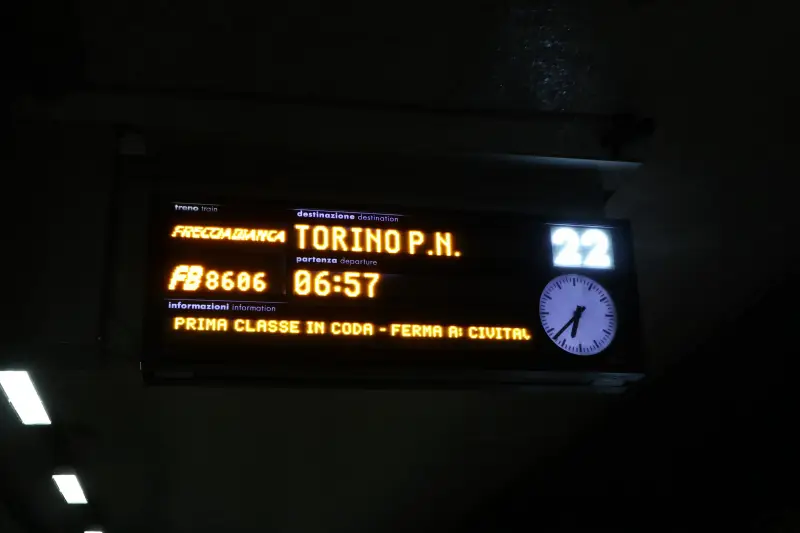 treno train
destinazione destination
FRECCIABIANCA TORINO P.N.
22
partenza departure
FB 8606 06:57
informazioni information
PRIMA CLASSE IN CODA - FERMA A: CIVITAV